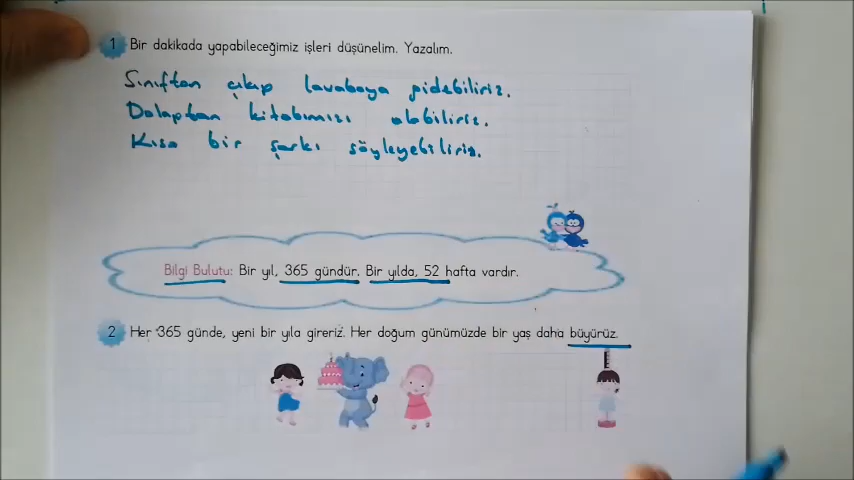 1 Bir dakikada yapabileceğimiz işleri düşünelim. Yazalım.
Sınıftan çıkıp lavaboya gidebiliriz.
Dolaptan kitabımızı alabiliriz.
Kısa bir şarkı söyleyebiliriz.
Bilgi Bulutu: Bir yıl, 365 gündür. Bir yılda, 52 hafta vardır.
2 Her 365 günde, yeni bir yıla gireriz. Her doğum günümüzde bir yaş daha büyürüz.